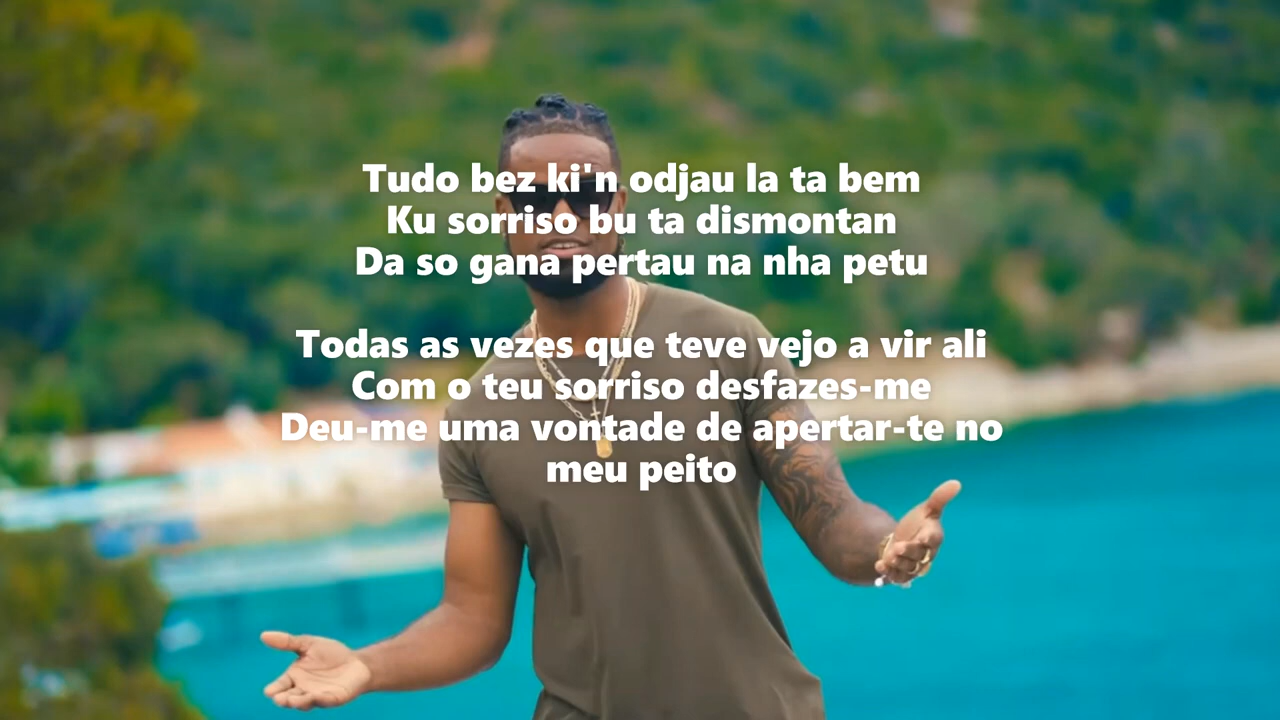 Tudo bez ki'n odjau la ta bem
Ku sorriso bu ta dismontan
Da so gana pertau na nha petu
Todas as vezes que teve vejo a vir ali
Com o teu sorriso desfazes-me
Deu-me uma vontade de apertar-te no
meu peito